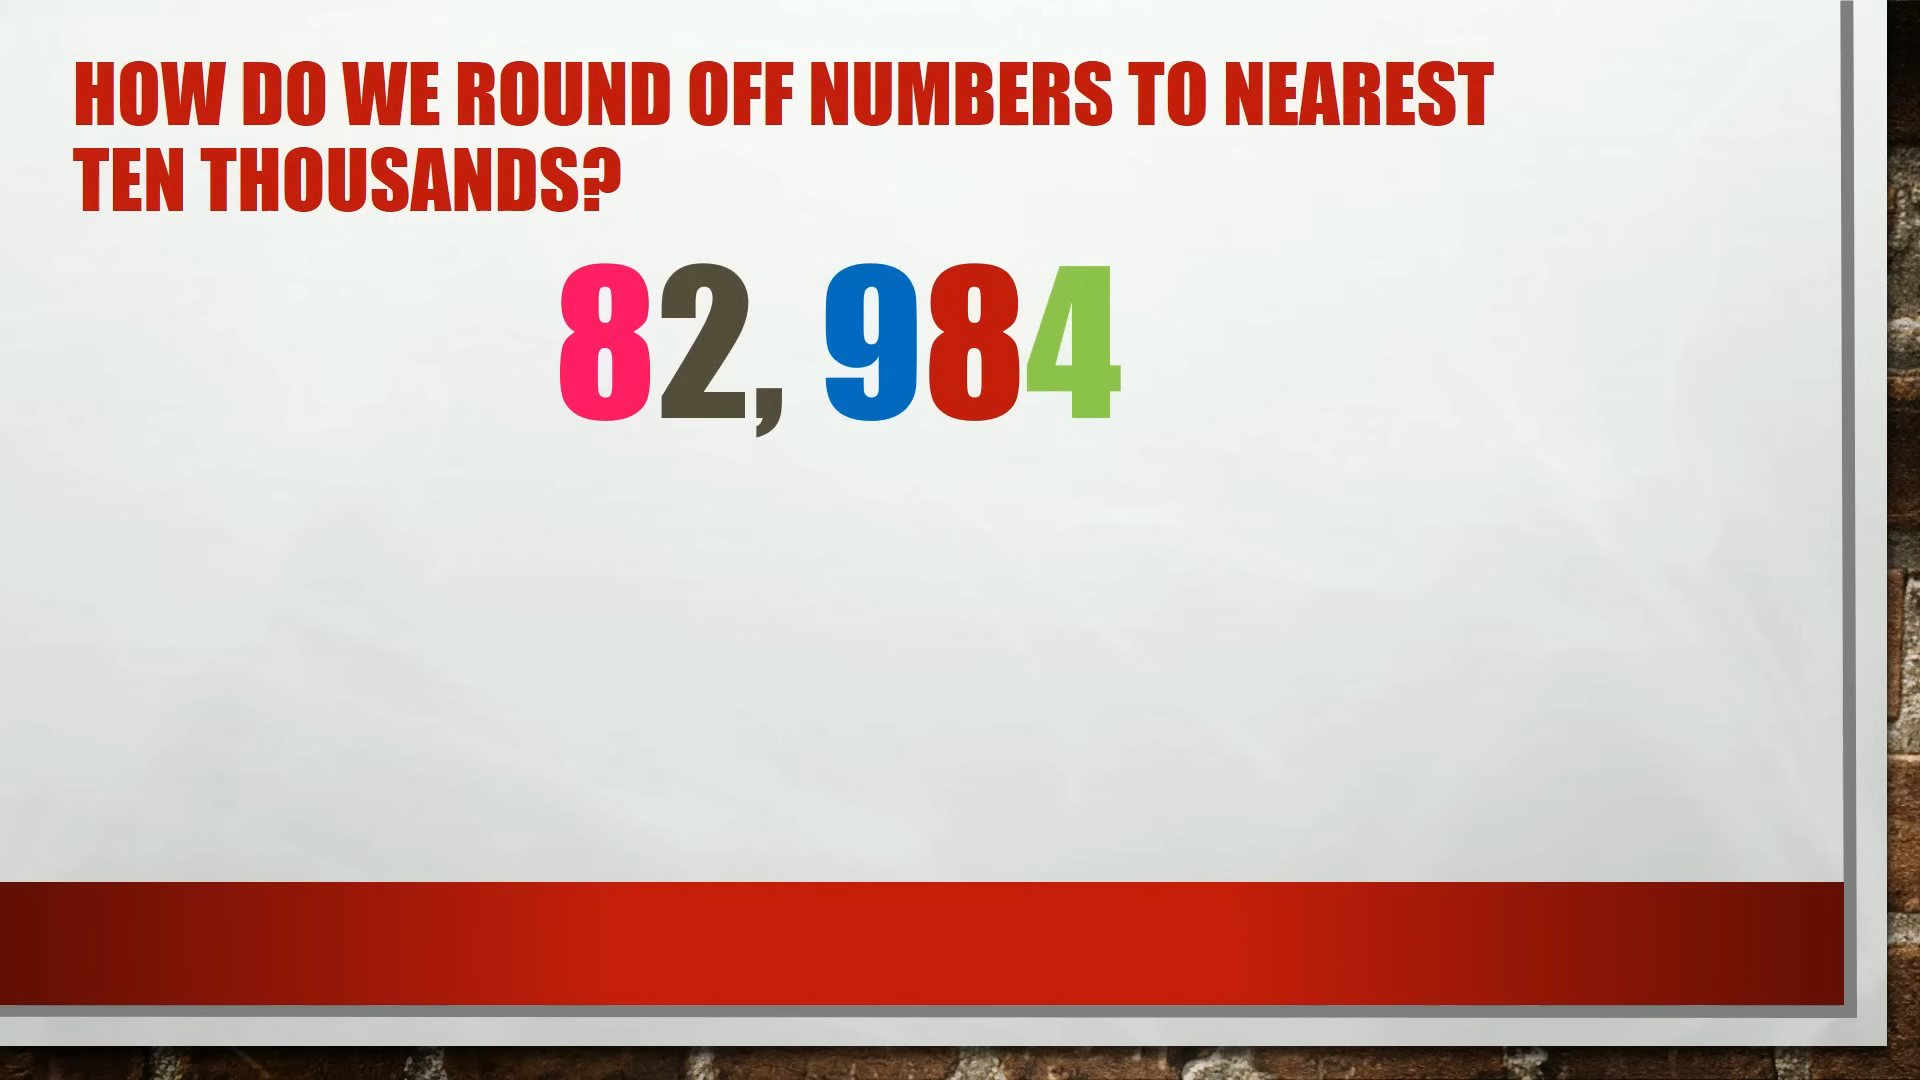 HOW DO WE ROUND OFF NUMBERS TO NEAREST
TEN THOUSANDS?
82, 984